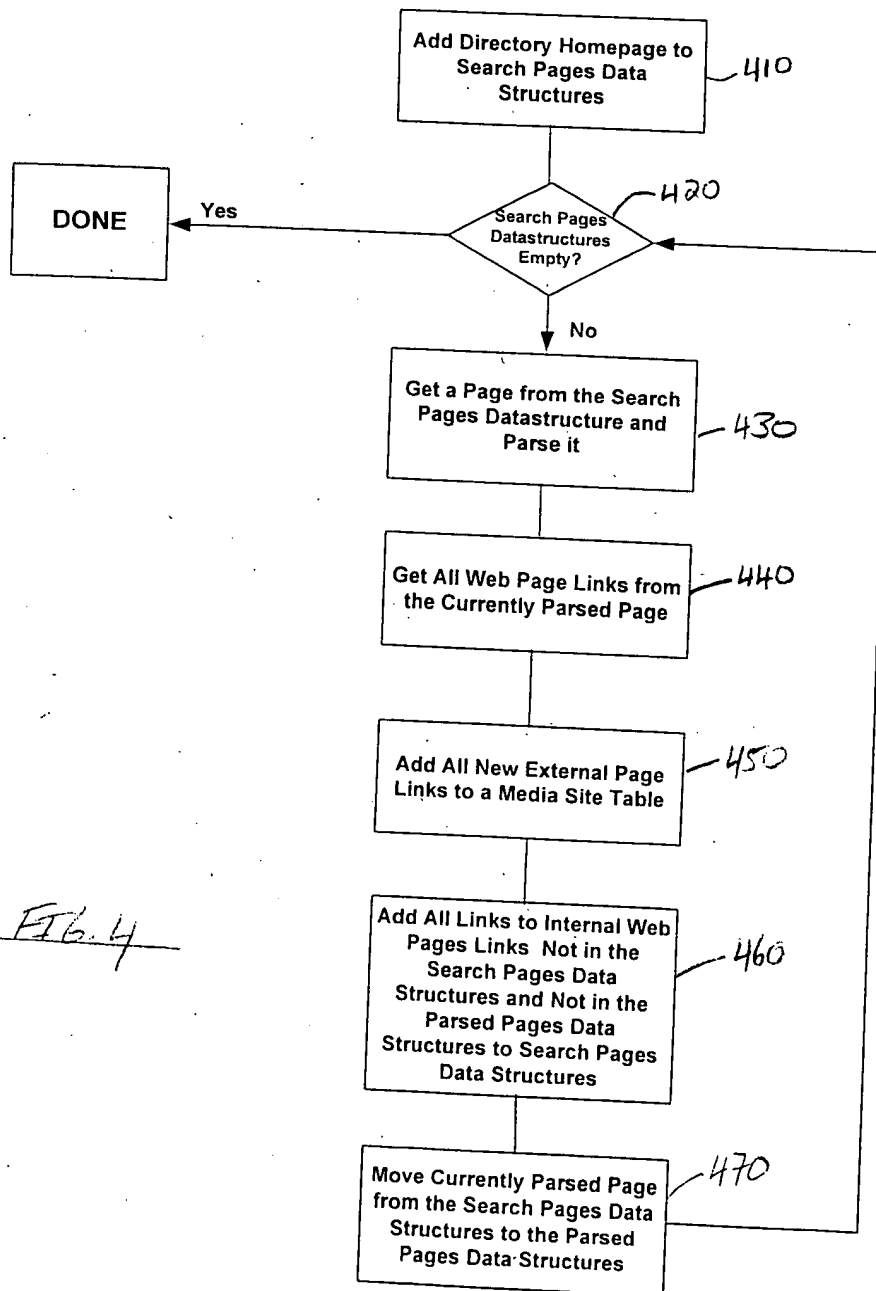 Add Directory Homepage to
Search Pages Data
Structures
410
DONE
Yes
420
Search Pages
Datastructures
Empty?
No
Get a Page from the Search
Pages Datastructure and
Parse it
430
Get All Web Page Links from
the Currently Parsed Page
440
Add All New External Page
Links to a Media Site Table
450
Add All Links to Internal Web
Pages Links Not in the
Search Pages Data
Structures and Not in the
Parsed Pages Data
Structures to Search Pages
Data Structures
460
FIG. 4
Move Currently Parsed Page
from the Search Pages Data
Structures to the Parsed
Pages Data Structures
470